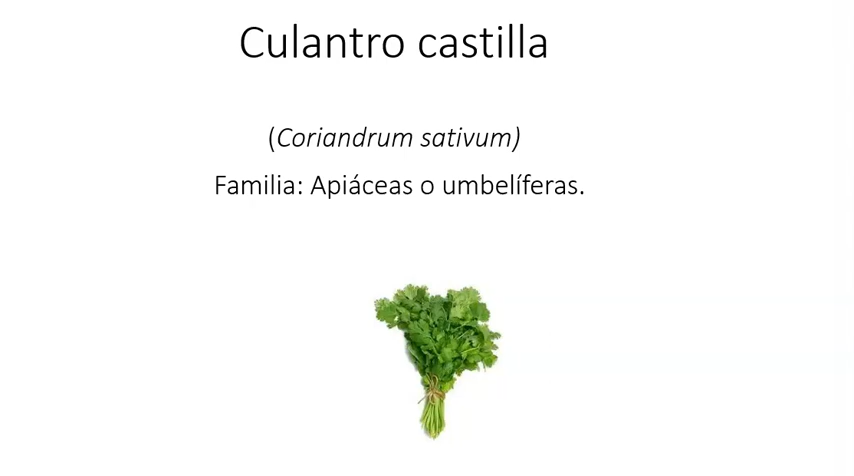 Culantro castilla
(Coriandrum sativum)
Familia: Apiáceas o umbelíferas.